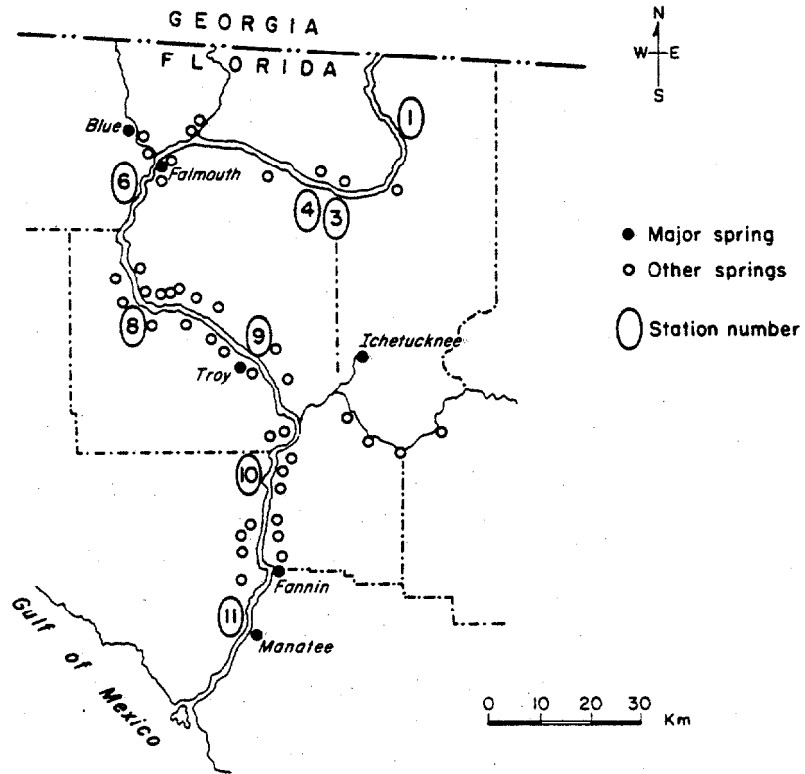 GEORGIA
FLORIDA
N
W E
S
1
Blue
Falmouth
6
4
3
Major spring
Other springs
Station number
8
9
Ichetucknee
Troy
10
Fannin
11
Manatee
Gulf of Mexico
0 10 20 30
Km